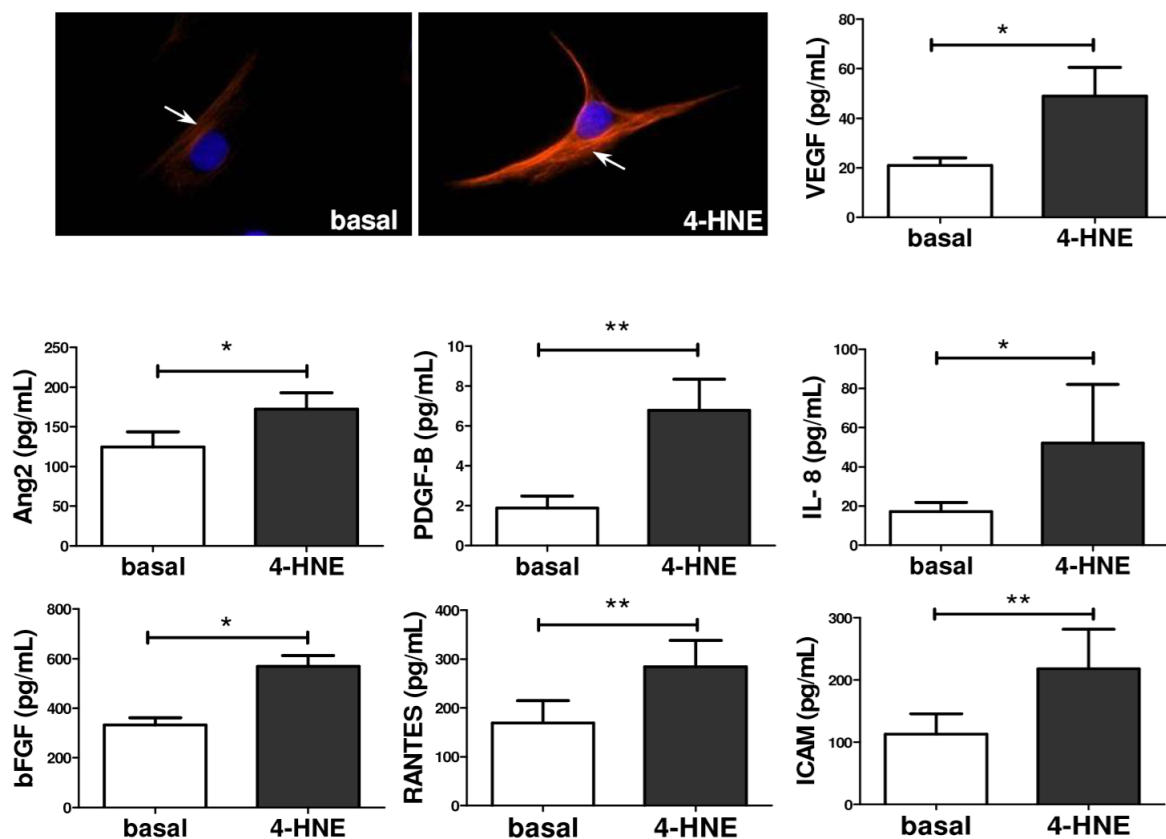 basal
4-HNE
VEGF (pg/mL)
80
60
40
20
0
*
basal
4-HNE
Ang2 (pg/mL)
250
200
150
100
50
0
*
basal
4-HNE
PDGF-B (pg/mL)
10
8
6
4
2
0
**
basal
4-HNE
IL- 8 (pg/mL)
100
80
60
40
20
0
*
basal
4-HNE
bFGF (pg/mL)
800
600
400
200
0
*
basal
4-HNE
RANTES (pg/mL)
400
300
200
100
0
**
basal
4-HNE
ICAM (pg/mL)
300
200
100
0
**
basal
4-HNE